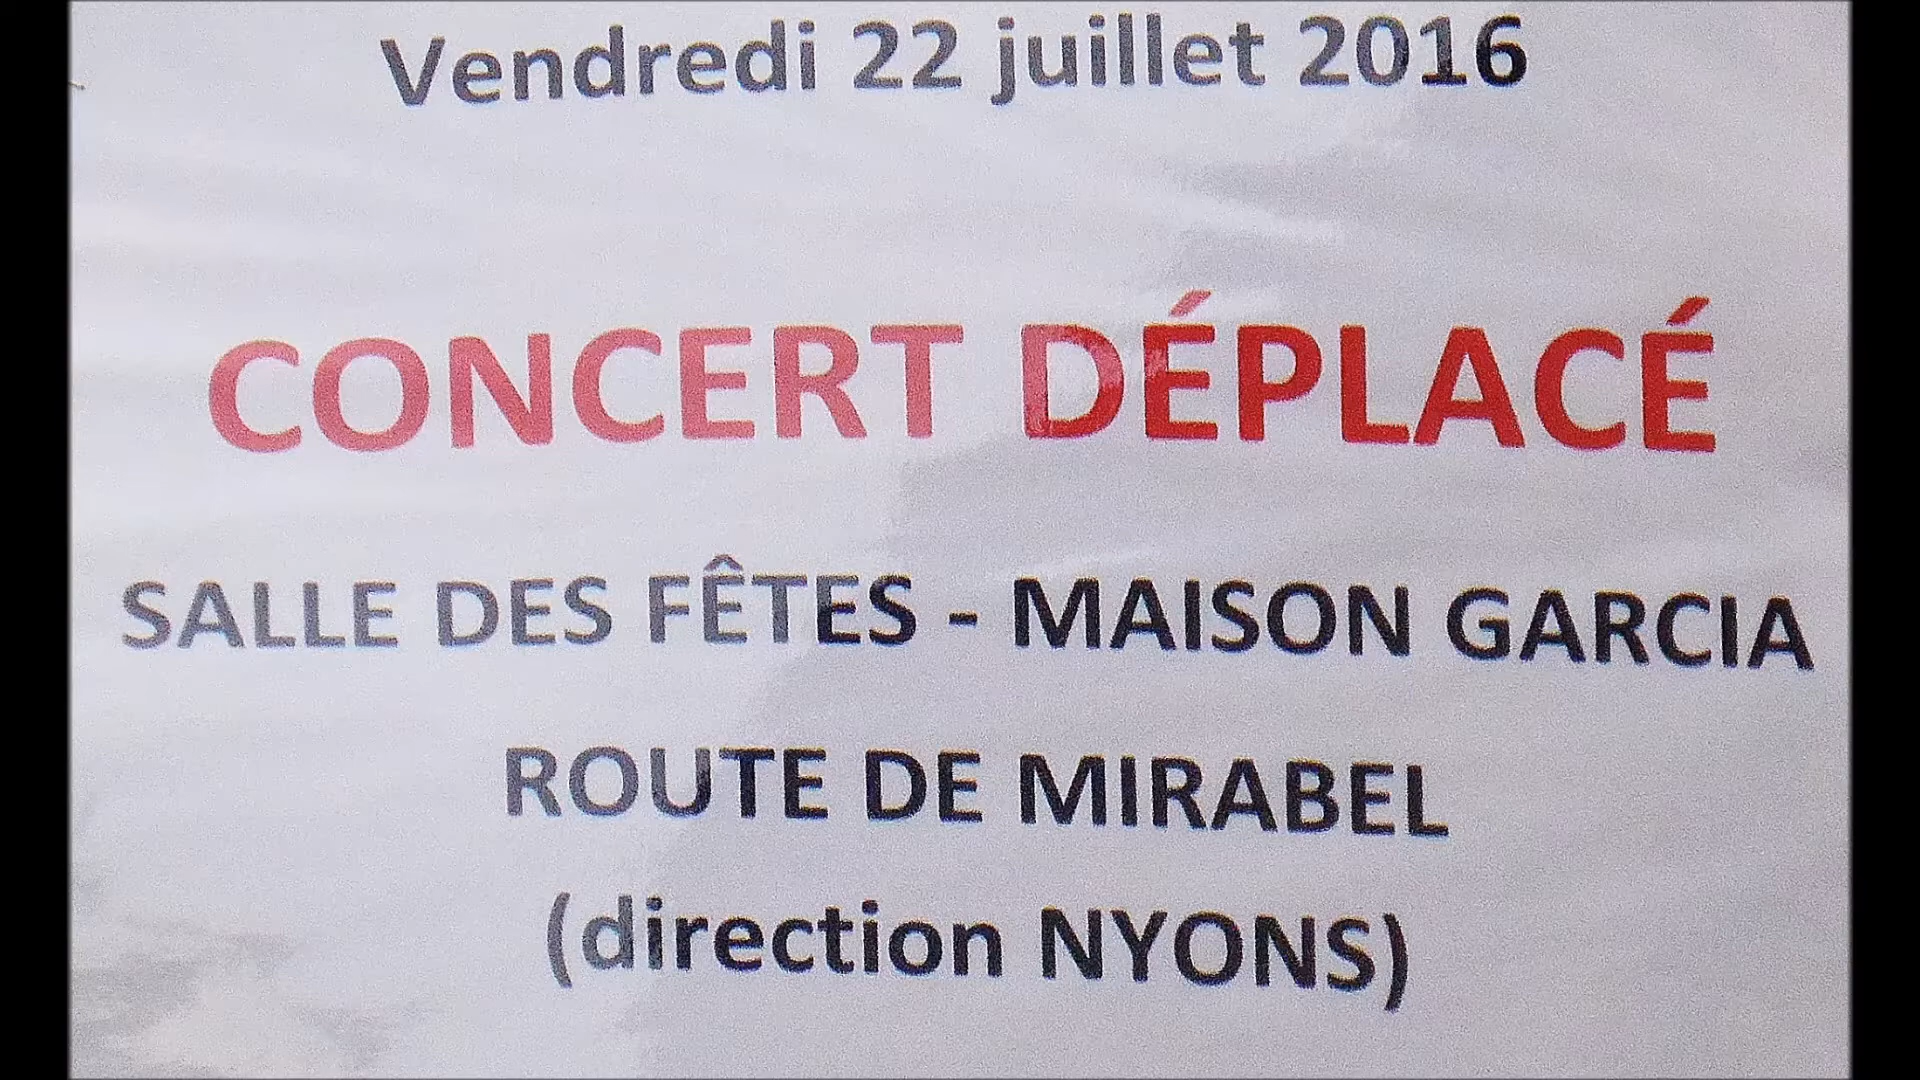 Vendredi 22 juillet 2016
CONCERT DÉPLACÉ
SALLE DES FÊTES - MAISON GARCIA
ROUTE DE MIRABEL
(direction NYONS)